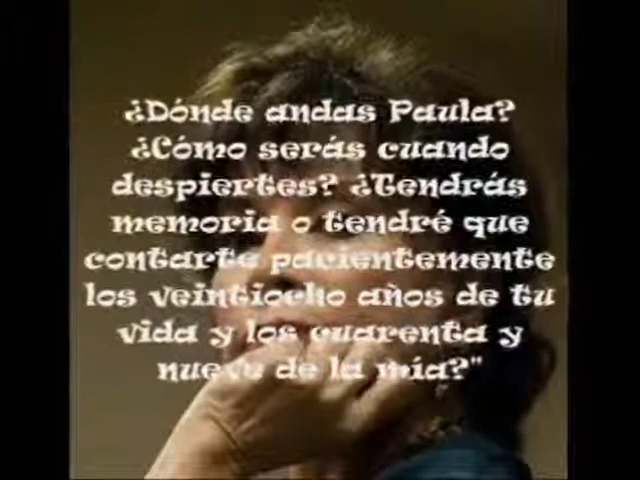 ¿Dónde andas Paula?
¿Cómo serás cuando
despiertes? ¿Tendrás
memoria o tendré que
contarte pacientemente
los veintiocho años de tu
vida y los cuarenta y
nueve de la mía?"